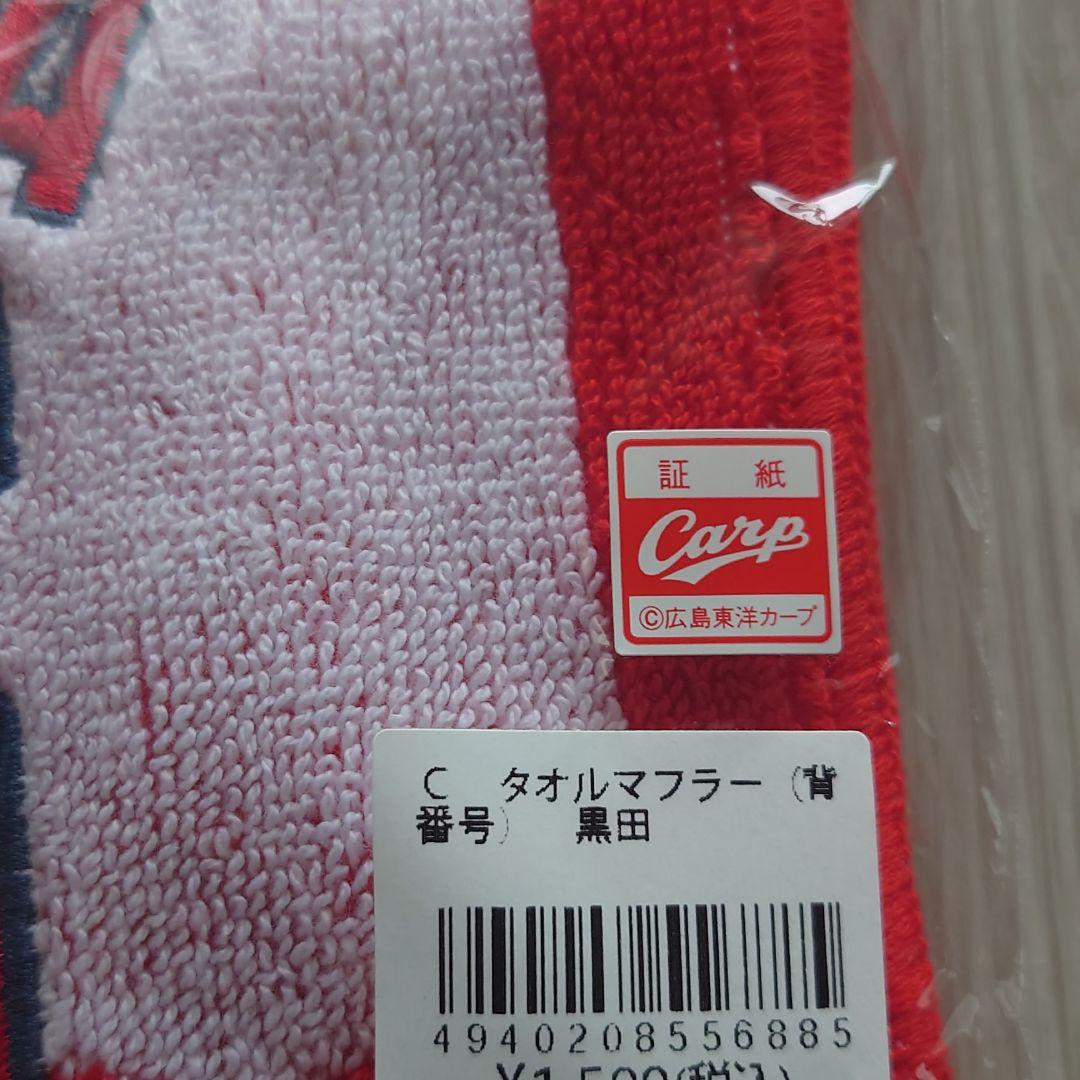 証 紙
Carp
©広島東洋カープ
C タオルマフラー (背
番号) 黒田
4940208556885